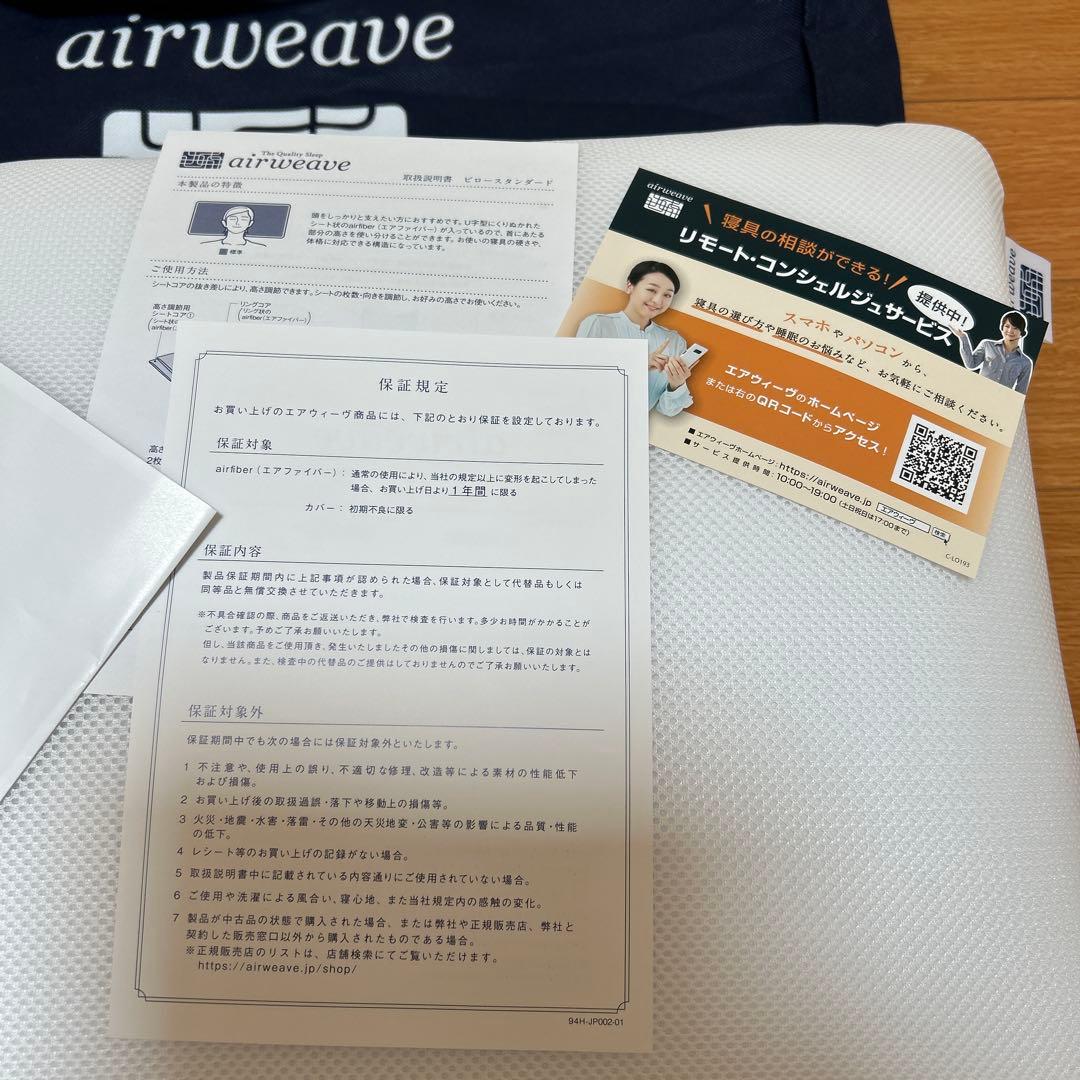 airweave
The Quality Sleep
airweave
取扱説明書 ピロースタンダード
本製品の特徴
頭をしっかりと支えたい方におすすめです。U字型にくりぬかれた
シート状のairfiber(エアファイバー)が入っているので、首にあたる
部分の高さを使い分けることができます。お使いの寝具の硬さや、
体格に対応できる構造になっています。
標準
ご使用方法
シートコアの抜き差しにより、高さ調節できます。シートの枚数・向きを調節し、お好みの高さでお使いください。
高さ調節用
シートコア①
リングコア
リング状の
airfiber(エアファイバー)
2枚
保証規定
お買い上げのエアウィーヴ商品には、下記のとおり保証を設定しております。
保証対象
airfiber(エアファイバー): 通常の使用により、当社の規定以上に変形を起こしてしまった
場合、お買い上げ日より1年間に限る
カバー: 初期不良に限る
保証内容
製品保証期間内に上記事項が認められた場合、保証対象として代替品もしくは
同等品と無償交換させていただきます。
※不具合確認の際、商品をご返送いただき、弊社で検査を行います。多少お時間がかかることが
ございます。予めご了承お願いいたします。
但し、当該商品をご使用頂き、発生いたしましたその他の損傷に関しましては、保証の対象とは
なりません。また、検査中の代替品のご提供はしておりませんのでご了承お願いいたします。
保証対象外
保証期間中でも次の場合には保証対象外といたします。
1 不注意や、使用上の誤り、不適切な修理、改造等による素材の性能低下
および損傷。
2 お買い上げ後の取扱過誤・落下や移動上の損傷等。
3 火災・地震・水害・落雷・その他の天災地変・公害等の影響による品質・性能
の低下。
4 レシート等のお買い上げの記録がない場合。
5 取扱説明書中に記載されている内容通りにご使用されていない場合。
6 ご使用や洗濯による風合い、寝心地、また当社規定内の感触の変化。
7 製品が中古品の状態で購入された場合、または弊社や正規販売店、弊社と
契約した販売窓口以外から購入されたものである場合。
※正規販売店のリストは、店舗検索にてご覧いただけます。
https://airweave.jp/shop/
94H-JP002-01
airweave
寝具の相談ができる!
リモート・コンシェルジュサービス
提供中!
スマホやパソコンから、
寝具の選び方や睡眠のお悩みなど、お気軽にご相談ください。
エアウィーヴのホームページ
または右のQRコードからアクセス!
■エアウィーヴホームページ:https://airweave.jp エアウィーヴ 検索
■サービス提供時間:10:00~19:00(土日祝日は17:00まで)
C-LO193
airweave